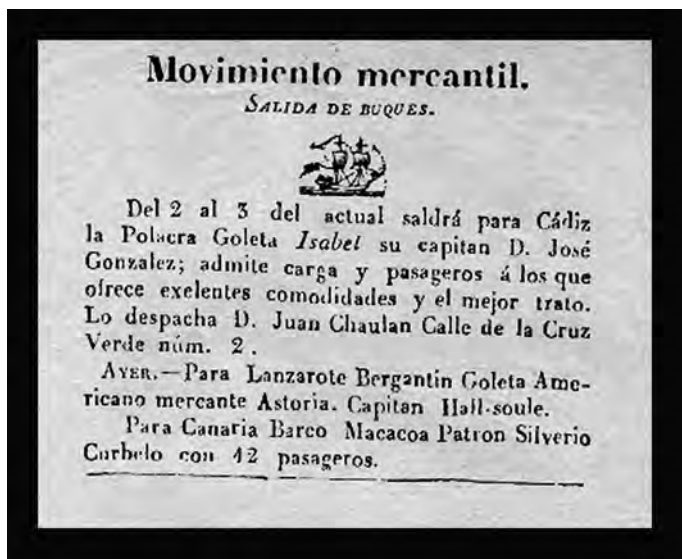 Movimiento mercantil.
SALIDA DE BUQUES.
Del 2 al 3 del actual saldrá para Cádiz
la Polacra Goleta Isabel su capitan D. José
Gonzalez; admite carga y pasageros á los que
ofrece exelentes comodidades y el mejor trato.
Lo despacha D. Juan Chaulan Calle de la Cruz
Verde núm. 2.
AYER.—Para Lanzarote Bergantin Goleta Ame-
ricano mercante Astoria. Capitan Hall-soule.
Para Canaria Barco Macacoa Patron Silverio
Curbelo con 12 pasageros.